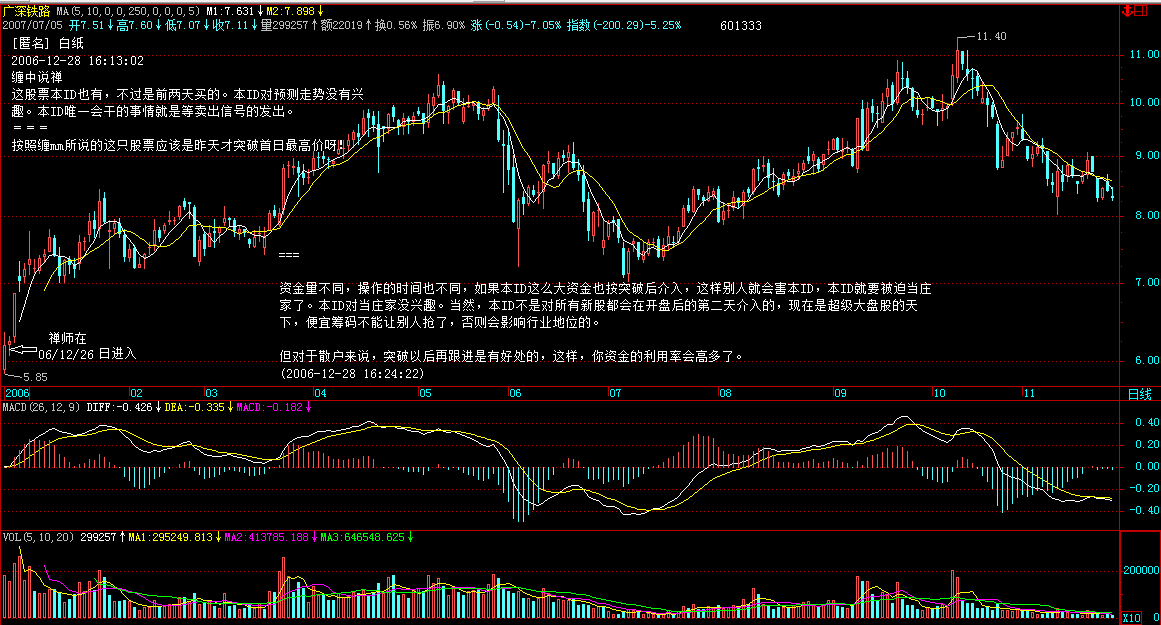 广深铁路 MA(5,10,0,0,250,0,0,0,5) M1:7.631↓M2:7.898↓
2007/07/05 开7.51↓高7.60↓低7.07↓收7.11↓量299257↑额22019↑换0.56% 振6.90% 涨(-0.54)-7.05% 指数(-200.29)-5.25% 601333
[匿名] 白纸
2006-12-28 16:13:02
缠中说禅
这股票本ID也有，不过是前两天买的。本ID对预测走势没有兴
趣。本ID唯一会干的事情就是等卖出信号的发出。
===
按照缠mm所说的这只股票应该是昨天才突破首日最高价呀!
11.40
11.00
10.00
9.00
8.00
7.00
6.00
===
资金量不同，操作的时间也不同，如果本ID这么大资金也按突破后介入，这样别人就会害本ID，本ID就要被迫当庄
家了。本ID对当庄家没兴趣。当然，本ID不是对所有新股都会在开盘后的第二天介入的，现在是超级大盘股的天
下，便宜筹码不能让别人抢了，否则会影响行业地位的。
但对于散户来说，突破以后再跟进是有好处的，这样，你资金的利用率会高多了。
(2006-12-28 16:24:22)
禅师在
06/12/26 日进入
5.85
2006 02 03 04 05 06 07 08 09 10 11 日线
MACD(26,12,9) DIFF:-0.426↓DEA:-0.335↓MACD:-0.182↓
0.40
0.20
0.00
-0.20
-0.40
VOL(5,10,20) 299257↑MA1:295249.813↓MA2:413785.188↓MA3:646548.625↓
200000
X10 0